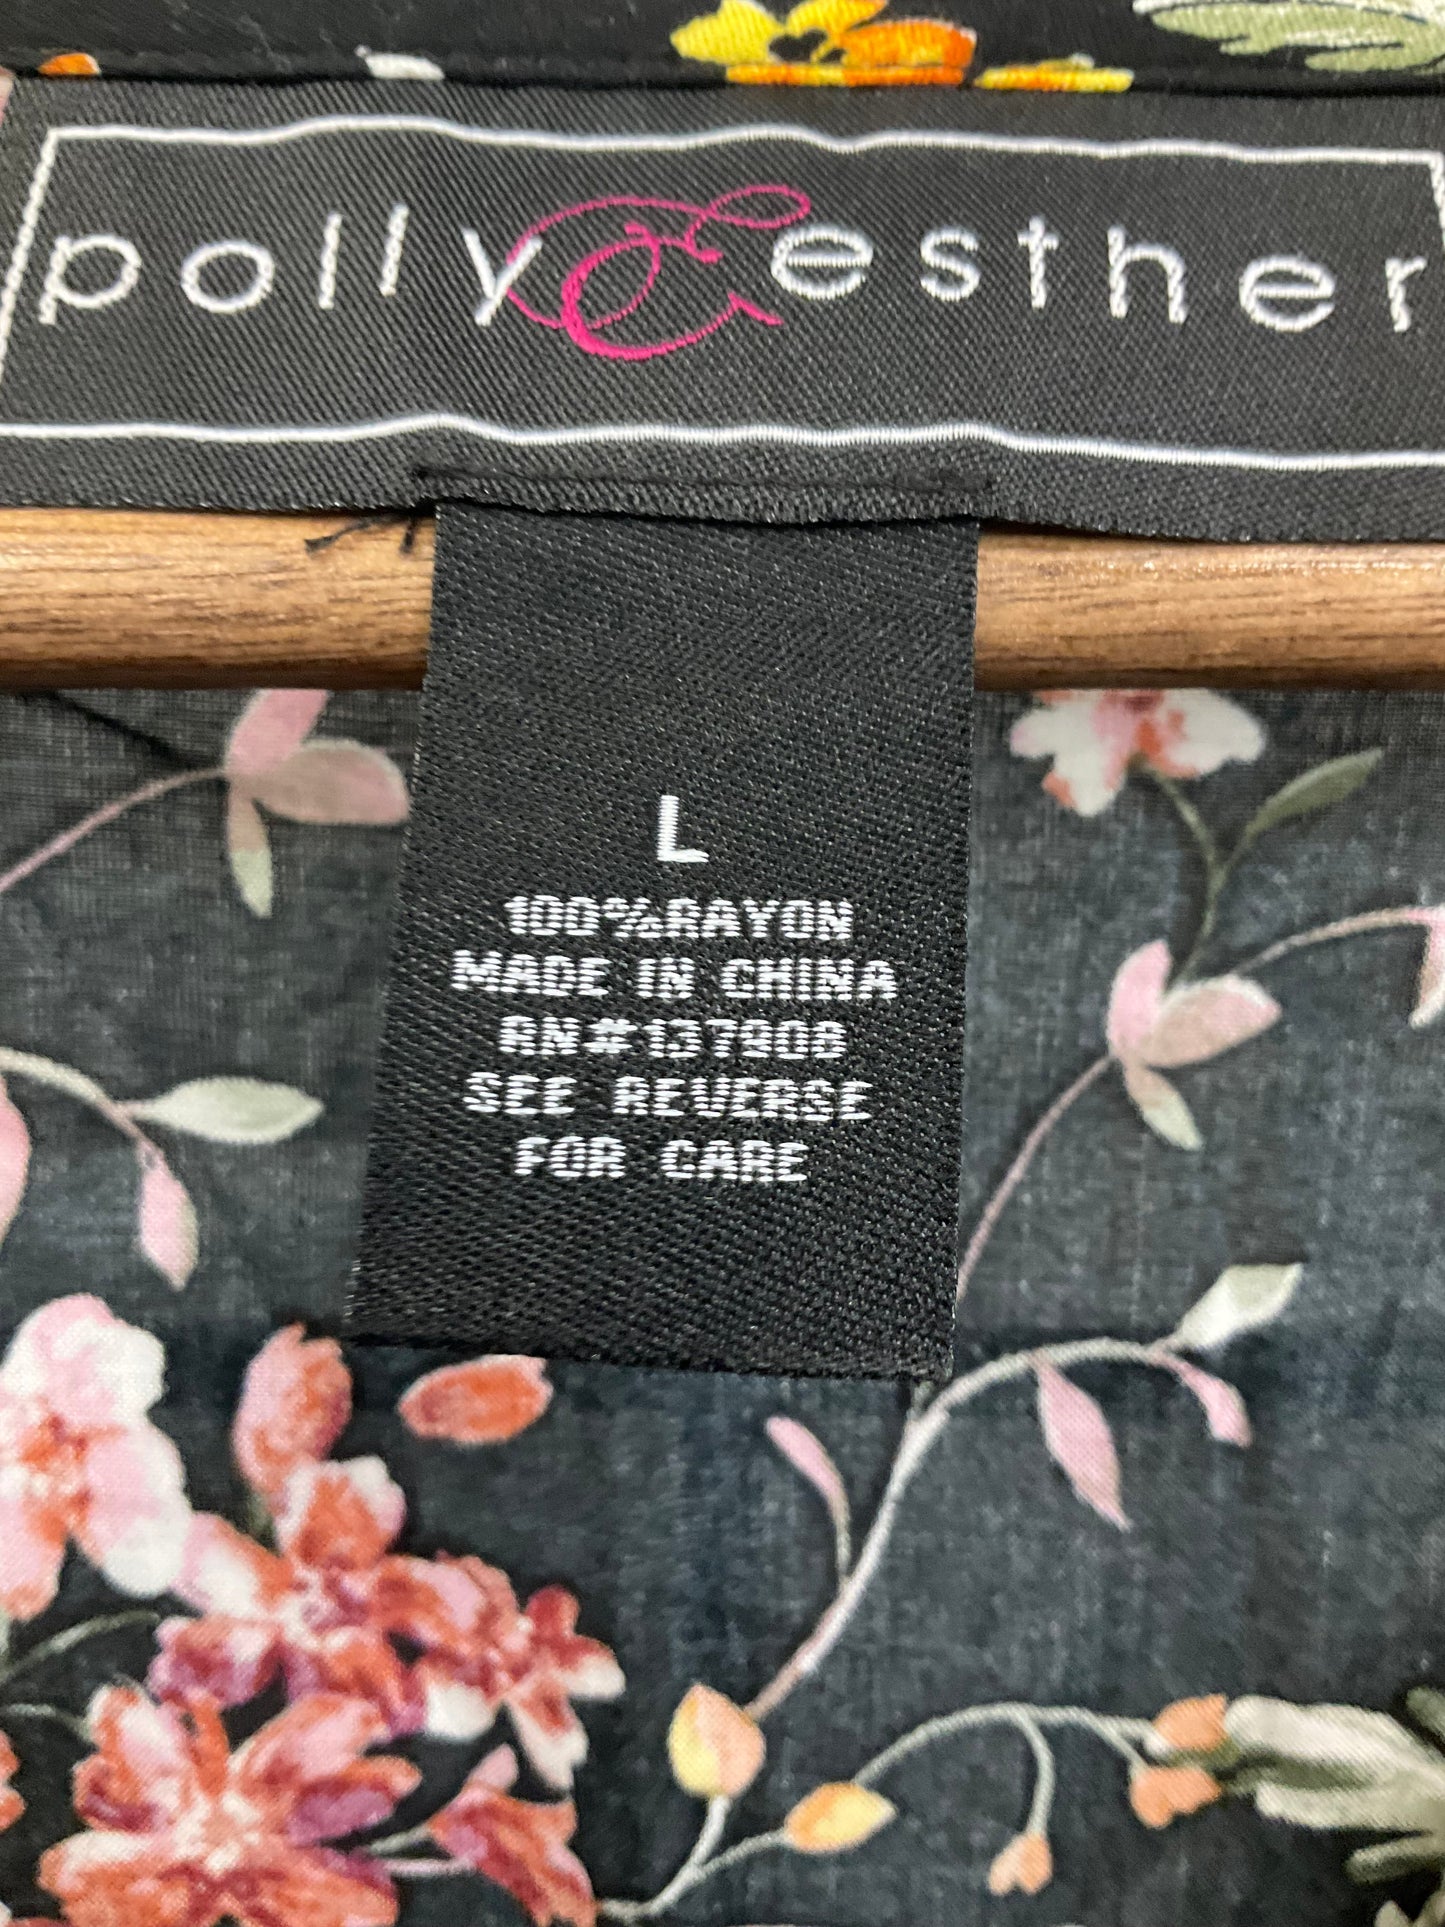 polly & esther
L
100%RAYON
MADE IN CHINA
RN#137908
SEE REVERSE
FOR CARE